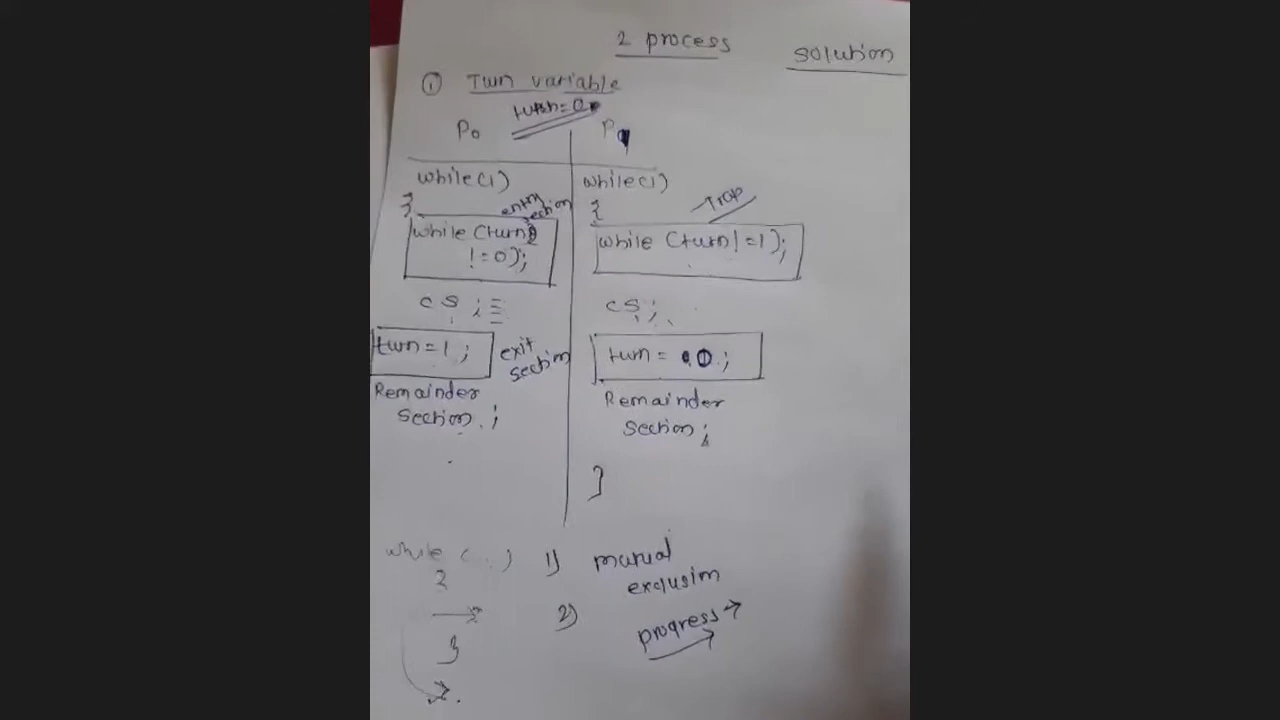 2 process solution
① Turn variable
turn = 0
P0
P1
while(1)
{
entry section
while (turn
!=0);
cs ;
turn=1 ;
exit section
Remainder
section ;
while(1)
{
Trap
while (turn!=1);
cs ;
turn = 0 ;
Remainder
section ;
}
while ( . . )
{
}
1) mutual
exclusion
2) progress →